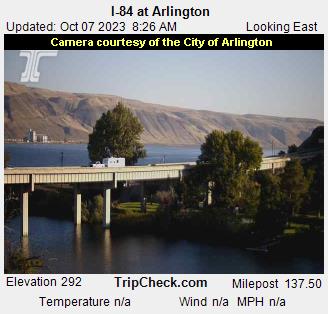 I-84 at Arlington
Updated: Oct 07 2023 8:26 AM Looking East
Camera courtesy of the City of Arlington
Elevation 292 TripCheck.com Milepost 137.50
Temperature n/a Wind n/a MPH n/a